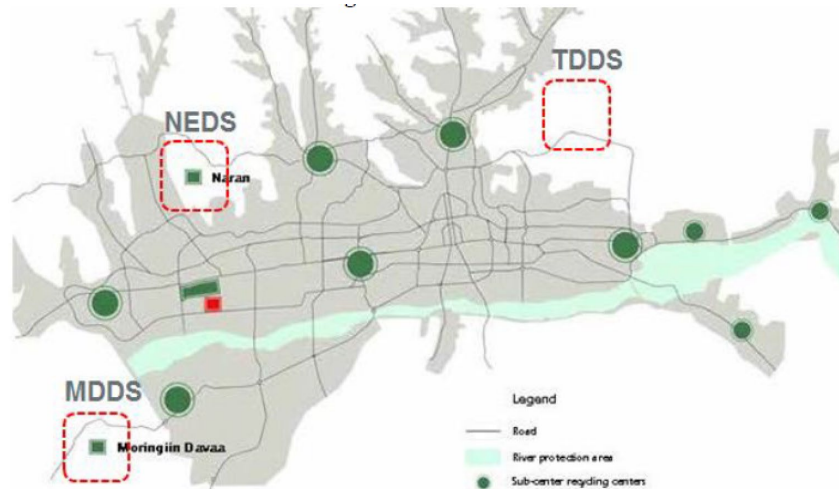 TDDS
NEDS
Naran
MDDS
Moringiin Davaa
Legend
Road
River protection area
Sub-center recycling centers